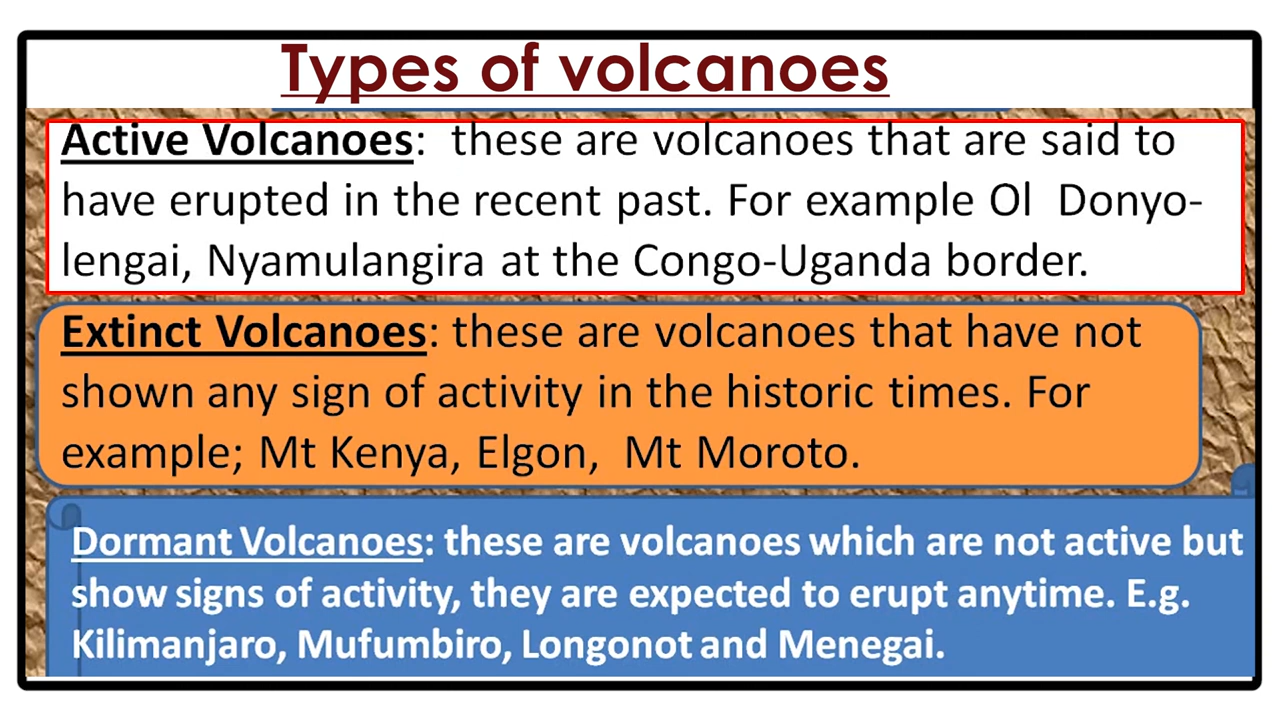 Types of volcanoes
Active Volcanoes: these are volcanoes that are said to
have erupted in the recent past. For example Ol Donyo-
lengai, Nyamulangira at the Congo-Uganda border.
Extinct Volcanoes: these are volcanoes that have not
shown any sign of activity in the historic times. For
example; Mt Kenya, Elgon, Mt Moroto.
Dormant Volcanoes: these are volcanoes which are not active but
show signs of activity, they are expected to erupt anytime. E.g.
Kilimanjaro, Mufumbiro, Longonot and Menegai.